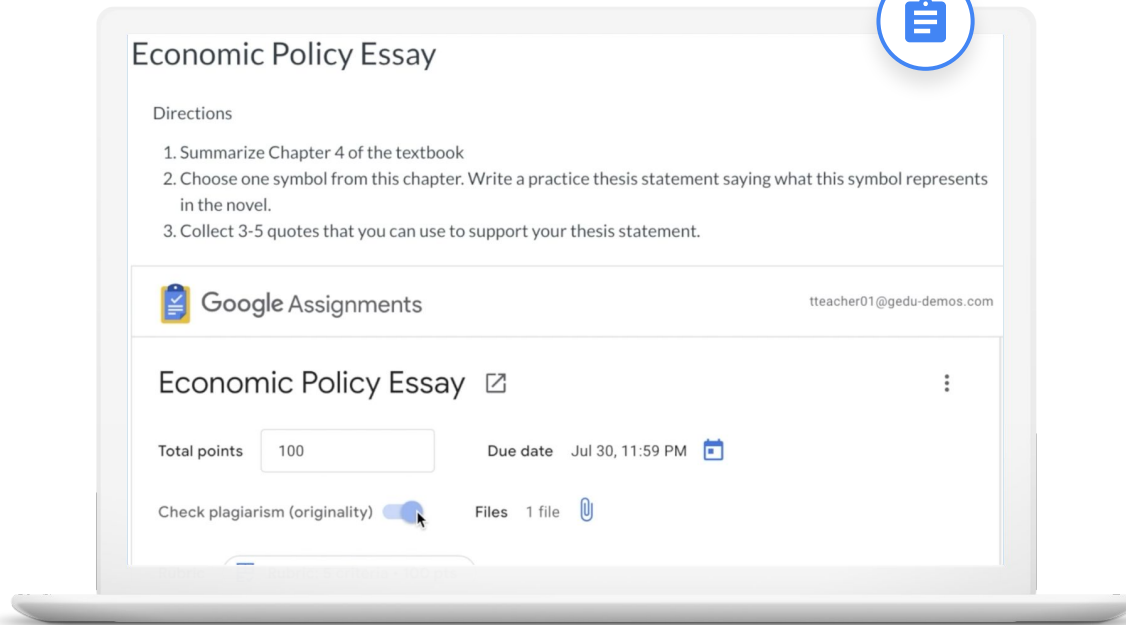 Economic Policy Essay
Directions
1. Summarize Chapter 4 of the textbook
2. Choose one symbol from this chapter. Write a practice thesis statement saying what this symbol represents
in the novel.
3. Collect 3-5 quotes that you can use to support your thesis statement.
Google Assignments
tteacher01@gedu-demos.com
Economic Policy Essay
Total points 100 Due date Jul 30, 11:59 PM
Check plagiarism (originality) Files 1 file